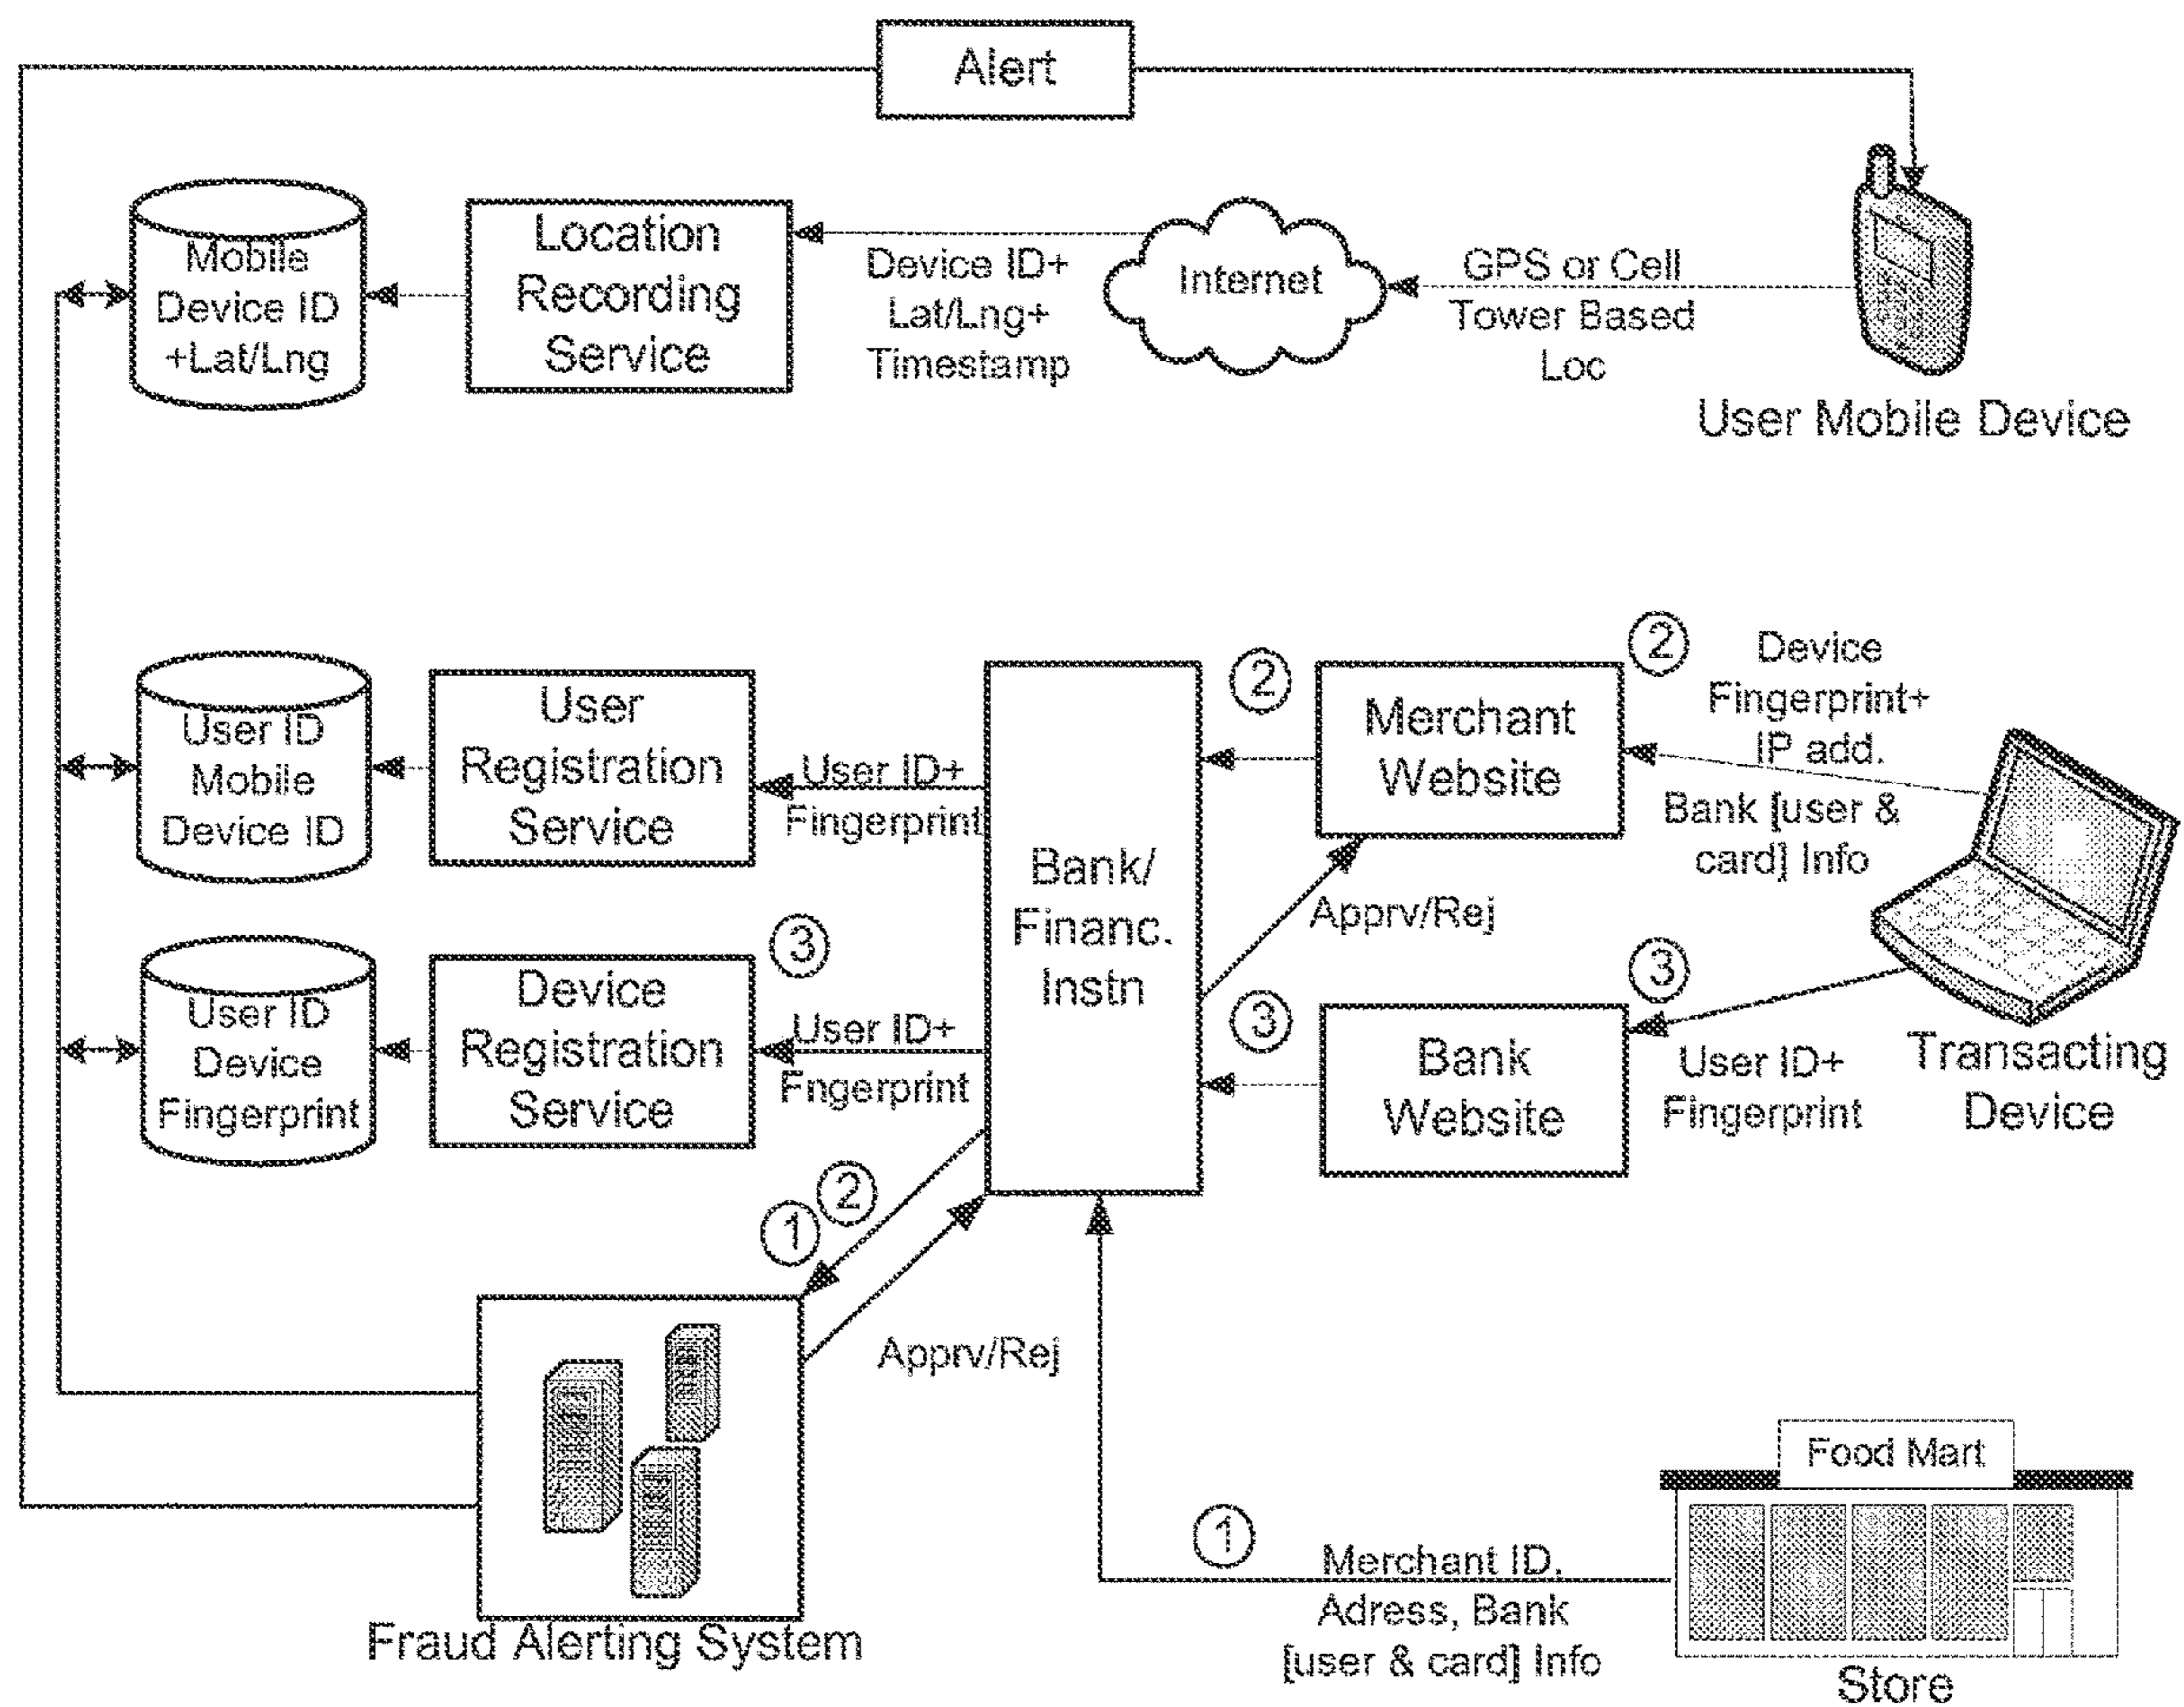 Alert
Mobile
Device ID
+Lat/Lng
Location
Recording
Service
Device ID+
Lat/Lng+
Timestamp
Internet
GPS or Cell
Tower Based
Loc
User Mobile Device
User ID
Mobile
Device ID
User
Registration
Service
User ID+
Fingerprint
Bank/
Financ.
Instn
2
Merchant
Website
2
Device
Fingerprint+
IP add.
Bank [user &
card] Info
Apprv/Rej
User ID
Device
Fingerprint
Device
Registration
Service
3
User ID+
Fngerprint
3
Bank
Website
3
User ID+
Fingerprint
Transacting
Device
1
2
Apprv/Rej
Fraud Alerting System
1
Merchant ID.
Adress, Bank
[user & card] Info
Food Mart
Store